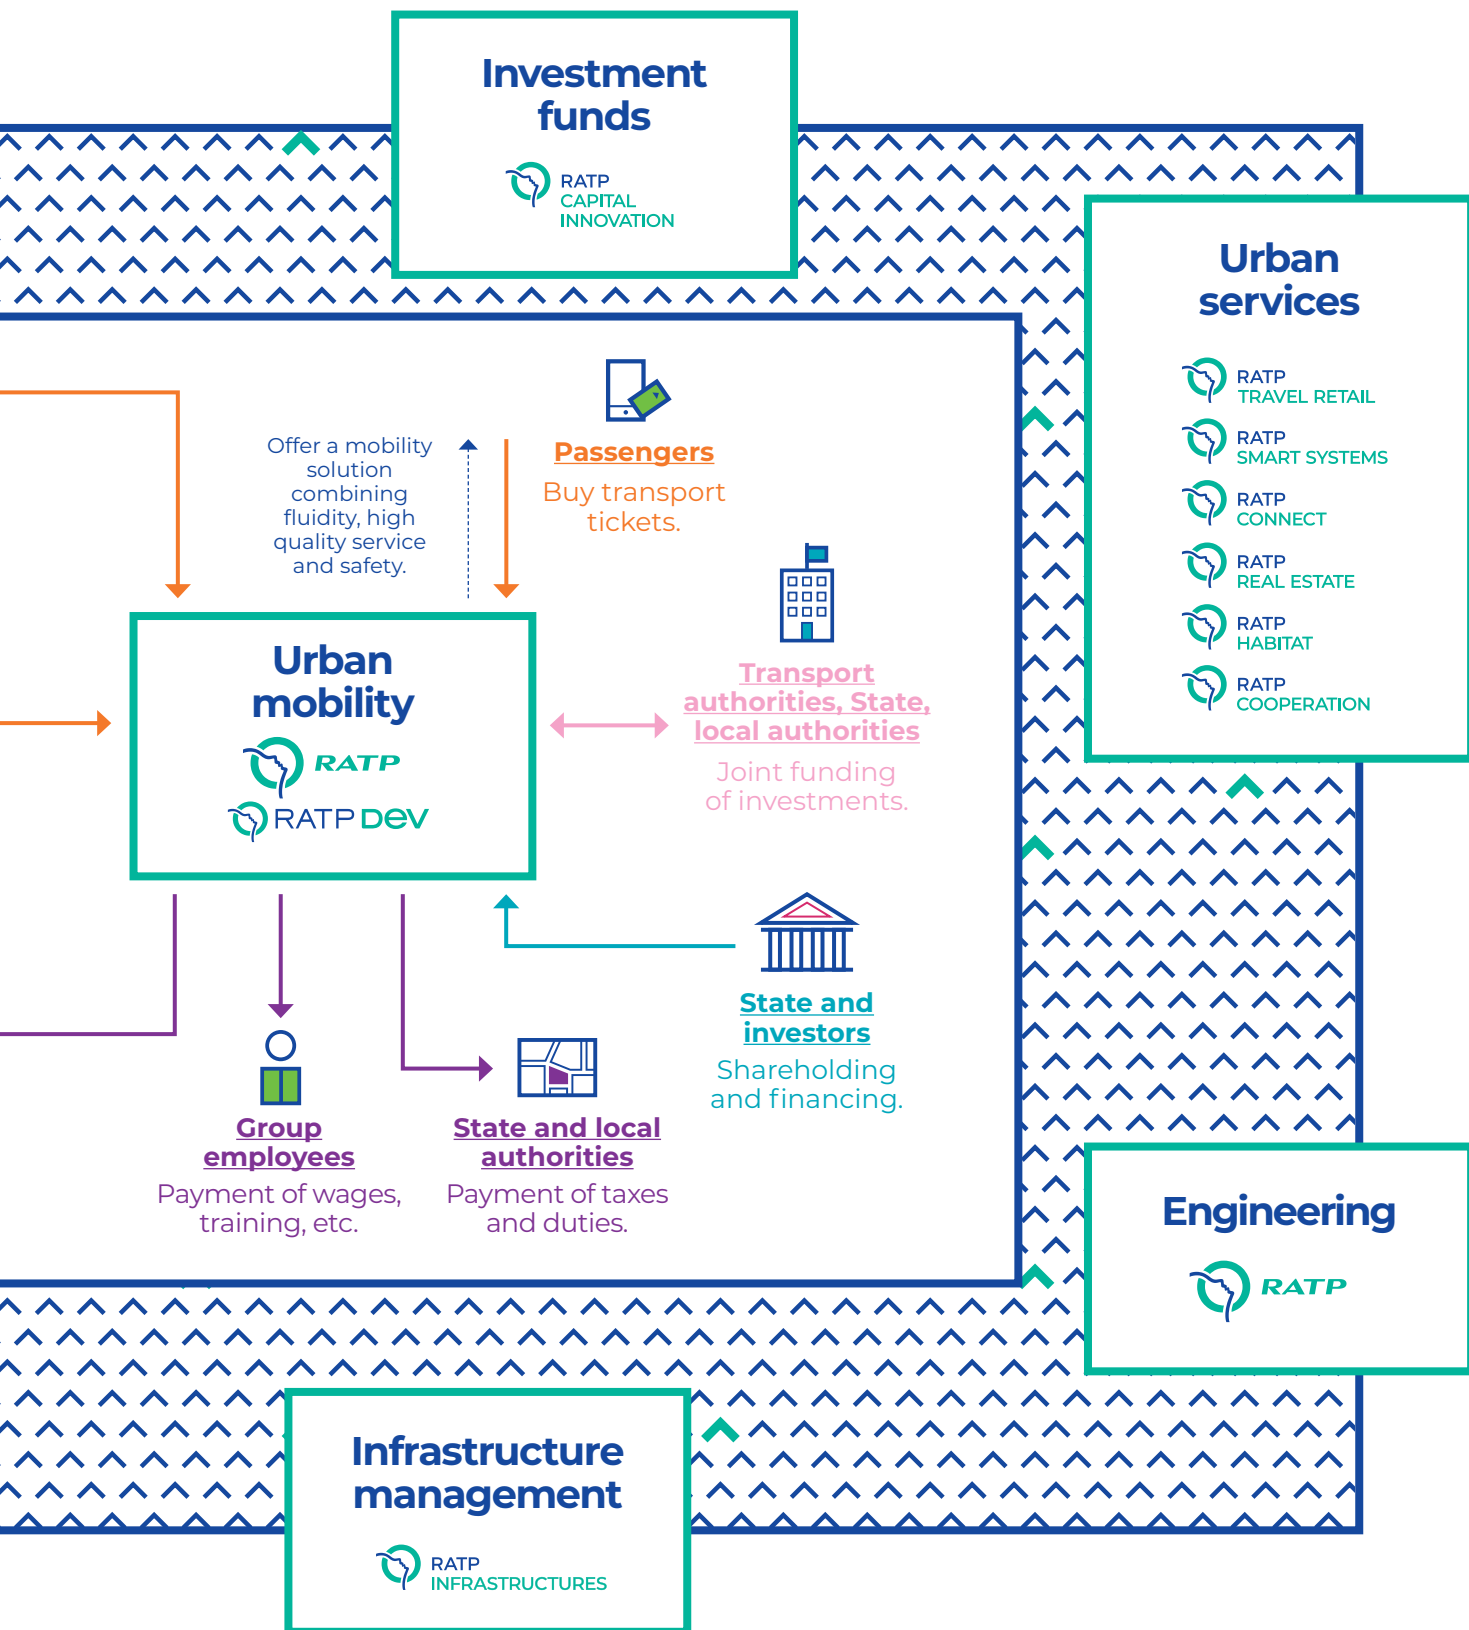 Investment
funds
RATP
CAPITAL
INNOVATION
Urban
services
RATP
TRAVEL RETAIL
RATP
SMART SYSTEMS
RATP
CONNECT
RATP
REAL ESTATE
RATP
HABITAT
RATP
COOPERATION
Offer a mobility
solution
combining
fluidity, high
quality service
and safety.
Passengers
Buy transport
tickets.
Urban
mobility
RATP
RATP DEV
Transport
authorities, State,
local authorities
Joint funding
of investments.
State and
investors
Shareholding
and financing.
Group
employees
Payment of wages,
training, etc.
State and local
authorities
Payment of taxes
and duties.
Engineering
RATP
Infrastructure
management
RATP
INFRASTRUCTURES